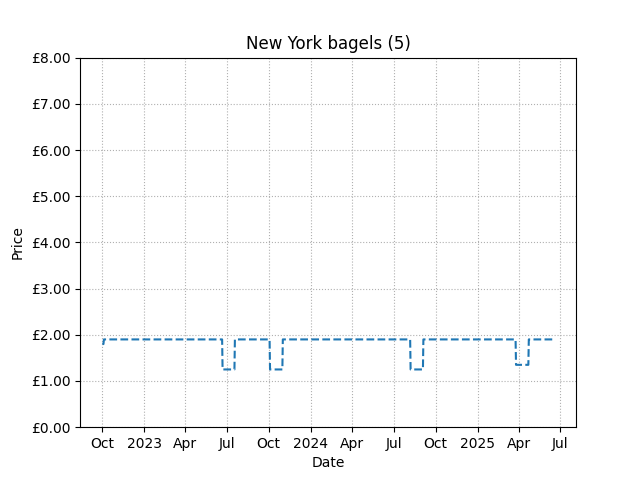 New York bagels (5)
£8.00
£7.00
£6.00
£5.00
£4.00
£3.00
£2.00
£1.00
£0.00
Price
Oct 2023 Apr Jul Oct 2024 Apr Jul Oct 2025 Apr Jul
Date